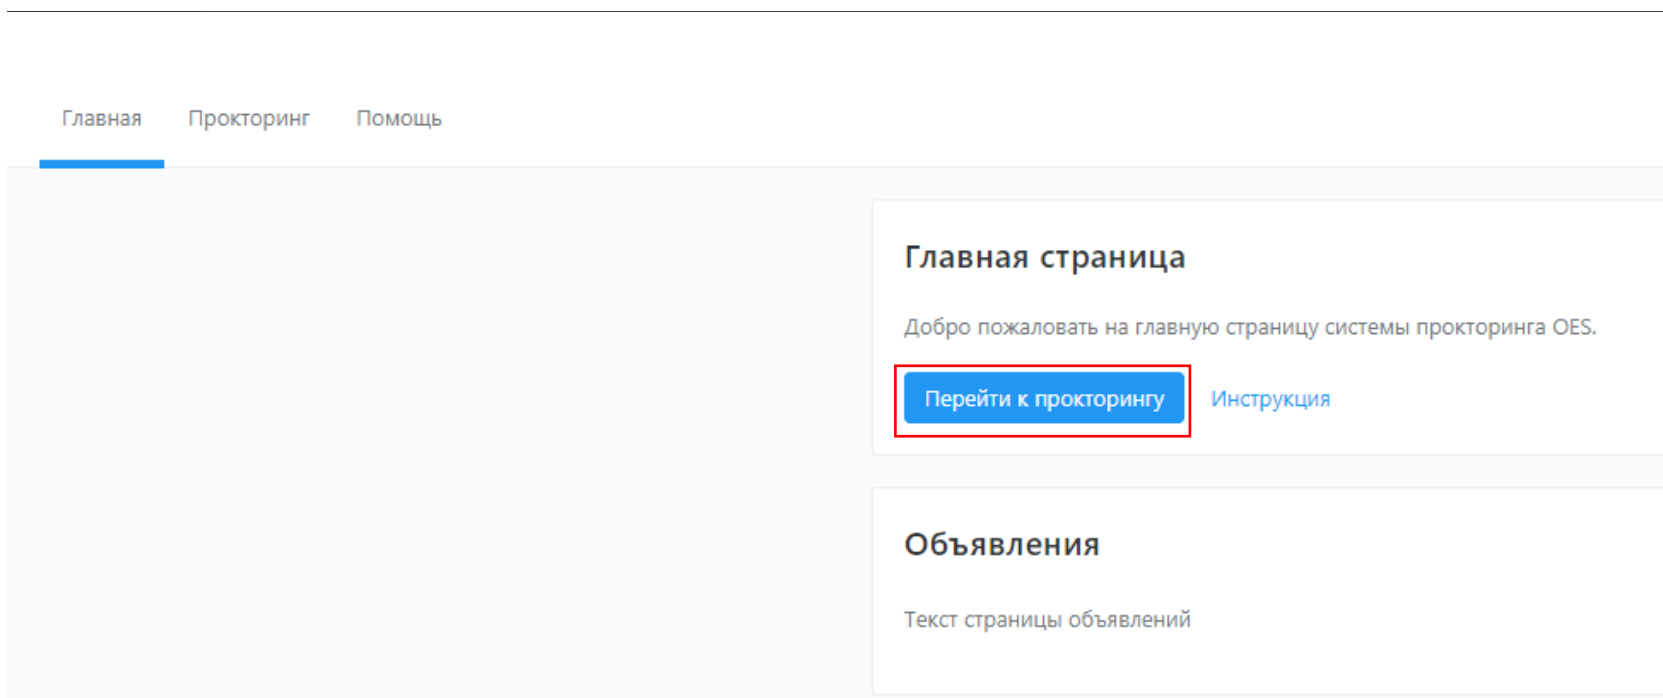 Главная Прокторинг Помощь
Главная страница
Добро пожаловать на главную страницу системы прокторинга OES.
Перейти к прокторингу Инструкция
Объявления
Текст страницы объявлений